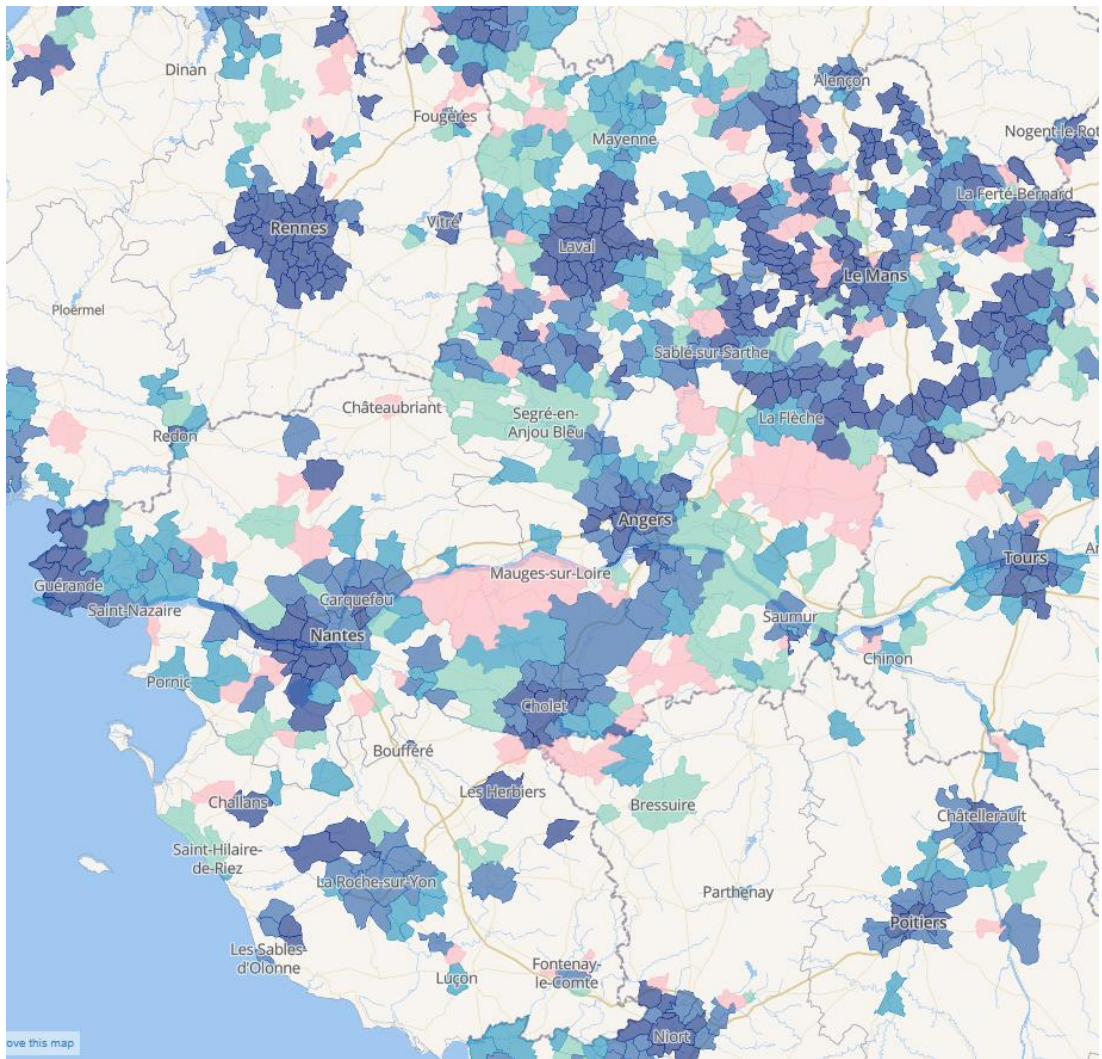 Dinan
Alençon
Fougères
Mayenne
Nogent-le-Rot
La Ferté-Bernard
Rennes
Vitré
Laval
Le Mans
Ploërmel
Sablé-sur-Sarthe
Châteaubriant
Segré-en-
Anjou Bleu
La Flèche
Redon
Angers
Tours
Guérande
Saint-Nazaire
Mauges-sur-Loire
Carquefou
Nantes
Saumur
Chinon
Pornic
Cholet
Boufféré
Les Herbiers
Challans
Bressuire
Châtellerault
Saint-Hilaire-
de-Riez
La Roche-sur-Yon
Parthenay
Poitiers
Les Sables-
d'Olonne
Luçon
Fontenay-
le-Comte
Niort
ove this map